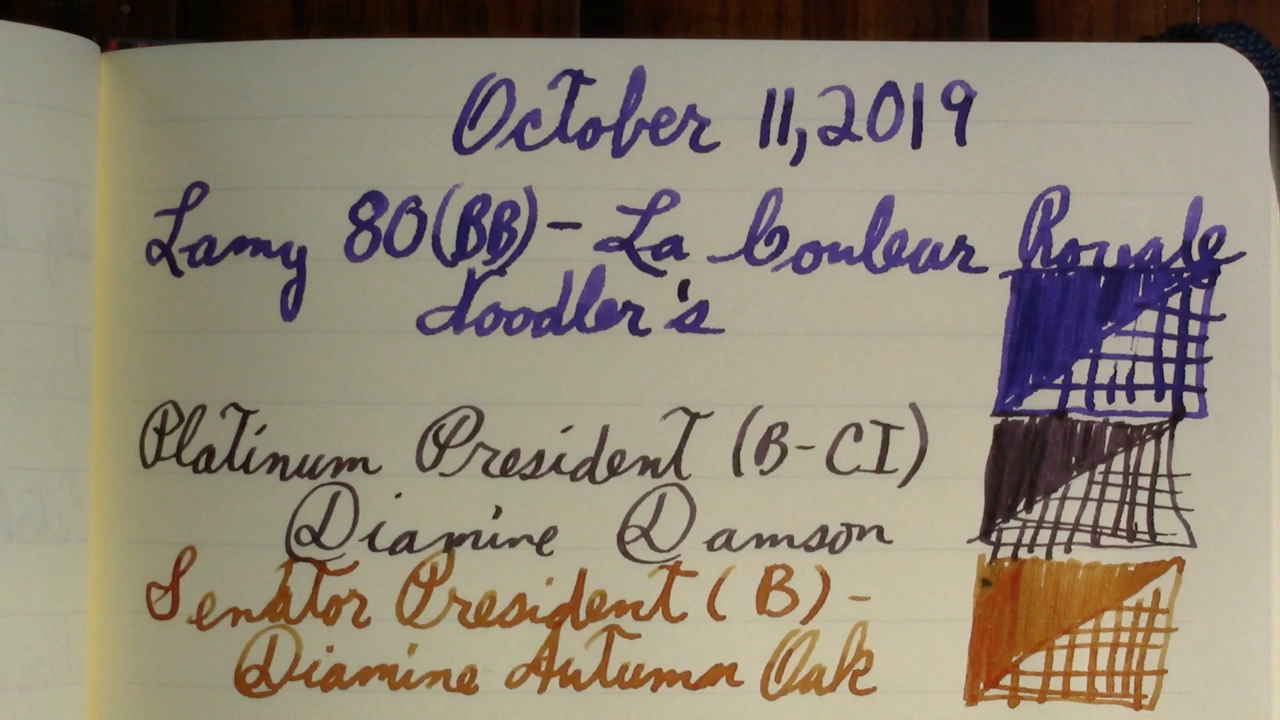 October 11, 2019
Lamy 80(BB) - La Couleur Royale
Noodler's
Platinum President (B-CI)
Diamine Damson
Senator President (B) -
Diamine Autumn Oak